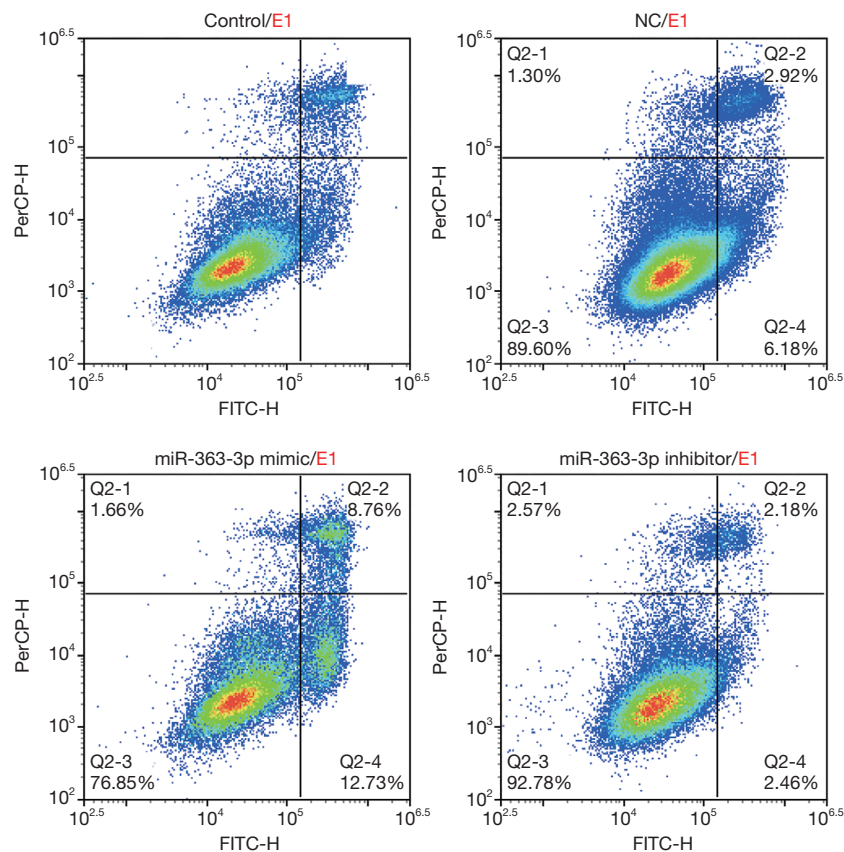 Control/E1
10^6.5
10^5
10^4
10^3
10^2
PerCP-H
10^2.5
10^4
10^5
10^6.5
FITC-H
NC/E1
10^6.5
Q2-1
1.30%
Q2-2
2.92%
10^5
10^4
10^3
10^2
PerCP-H
Q2-3
89.60%
Q2-4
6.18%
10^2.5
10^4
10^5
10^6.5
FITC-H
miR-363-3p mimic/E1
10^6.5
Q2-1
1.66%
Q2-2
8.76%
10^5
10^4
10^3
10^2
PerCP-H
Q2-3
76.85%
Q2-4
12.73%
10^2.5
10^4
10^5
10^6.5
FITC-H
miR-363-3p inhibitor/E1
10^6.5
Q2-1
2.57%
Q2-2
2.18%
10^5
10^4
10^3
10^2
PerCP-H
Q2-3
92.78%
Q2-4
2.46%
10^2.5
10^4
10^5
10^6.5
FITC-H